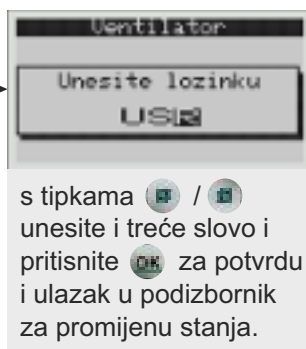 Ventilator
Unesite lozinku
US
s tipkama / 
unesite i treće slovo i
pritisnite OK za potvrdu
i ulazak u podizbornik
za promijenu stanja.